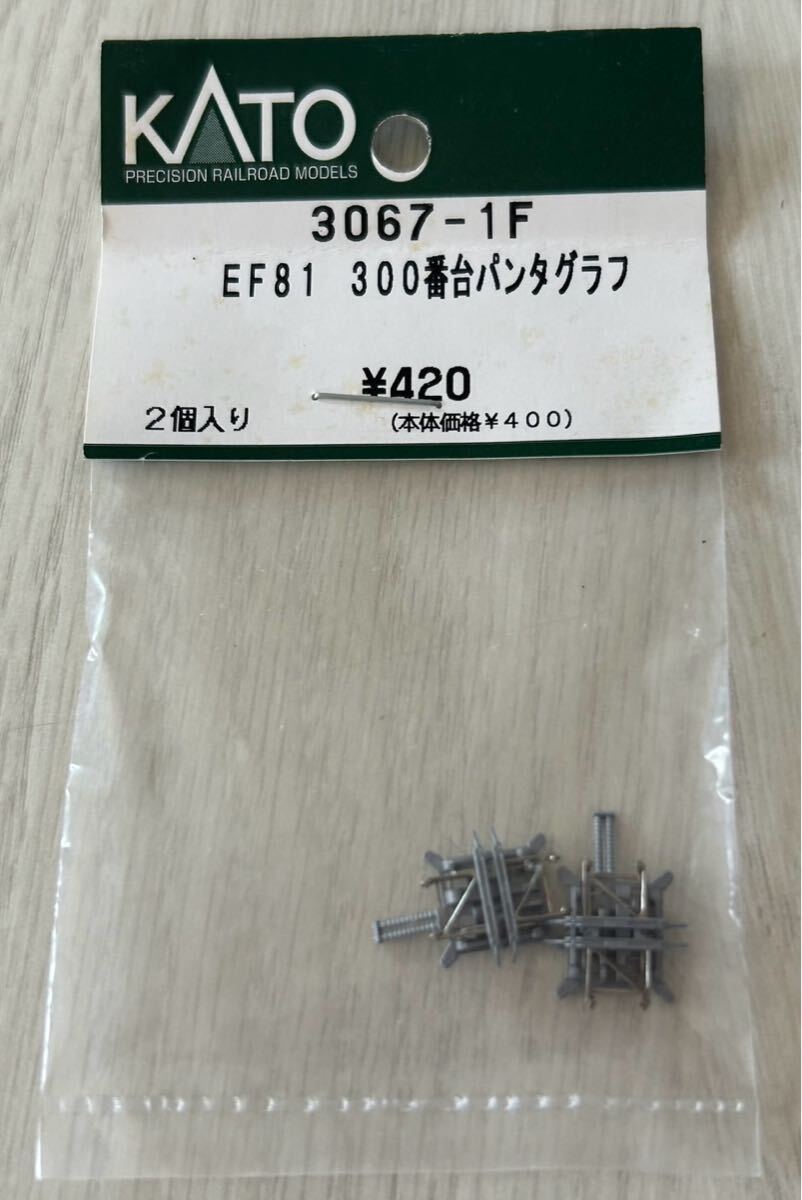 KATO
PRECISION RAILROAD MODELS
3067-1F
EF81 300番台パンタグラフ
¥420
2個入り (本体価格¥400)